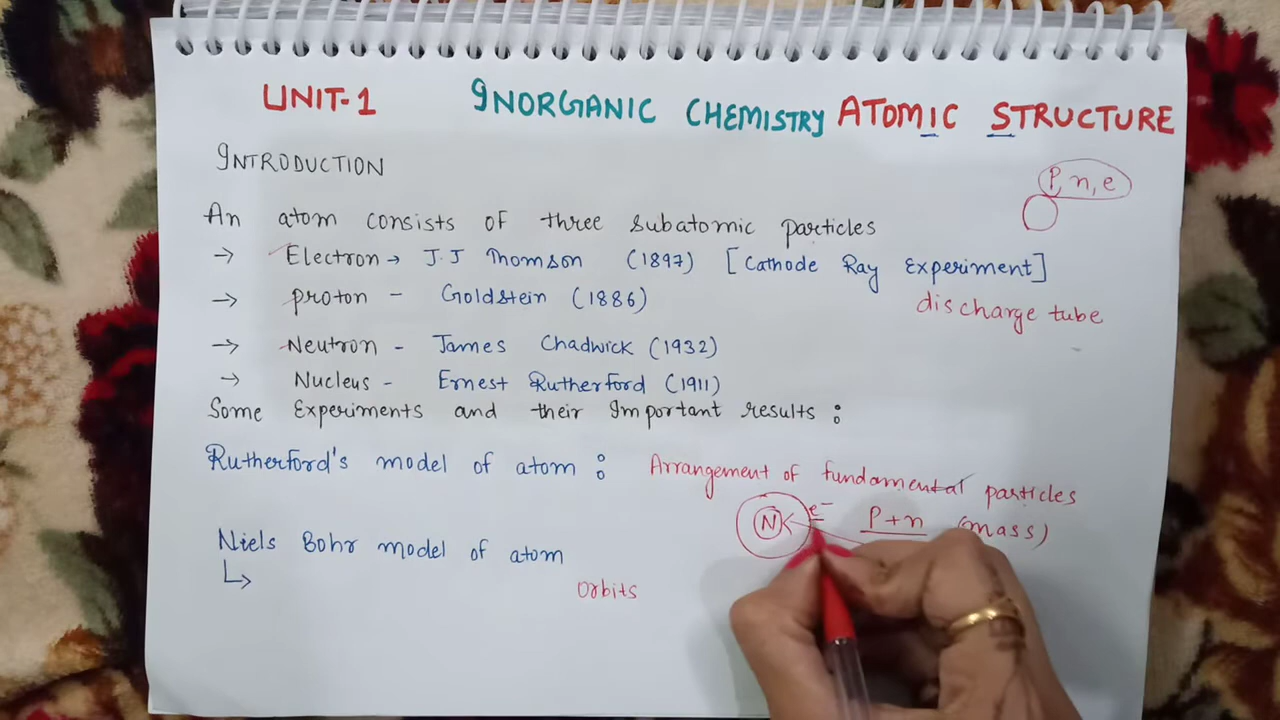 UNIT-1 INORGANIC CHEMISTRY ATOMIC STRUCTURE
INTRODUCTION
P, n, e
An atom consists of three subatomic particles
→ Electron → J.J Thomson (1897) [Cathode Ray Experiment]
→ proton - Goldstein (1886)
discharge tube
→ Neutron - James Chadwick (1932)
→ Nucleus - Ernest Rutherford (1911)
Some Experiments and their Important results :
Rutherford's model of atom : Arrangement of fundamental particles
N e⁻ P+n (mass)
Niels Bohr model of atom
↳
orbits